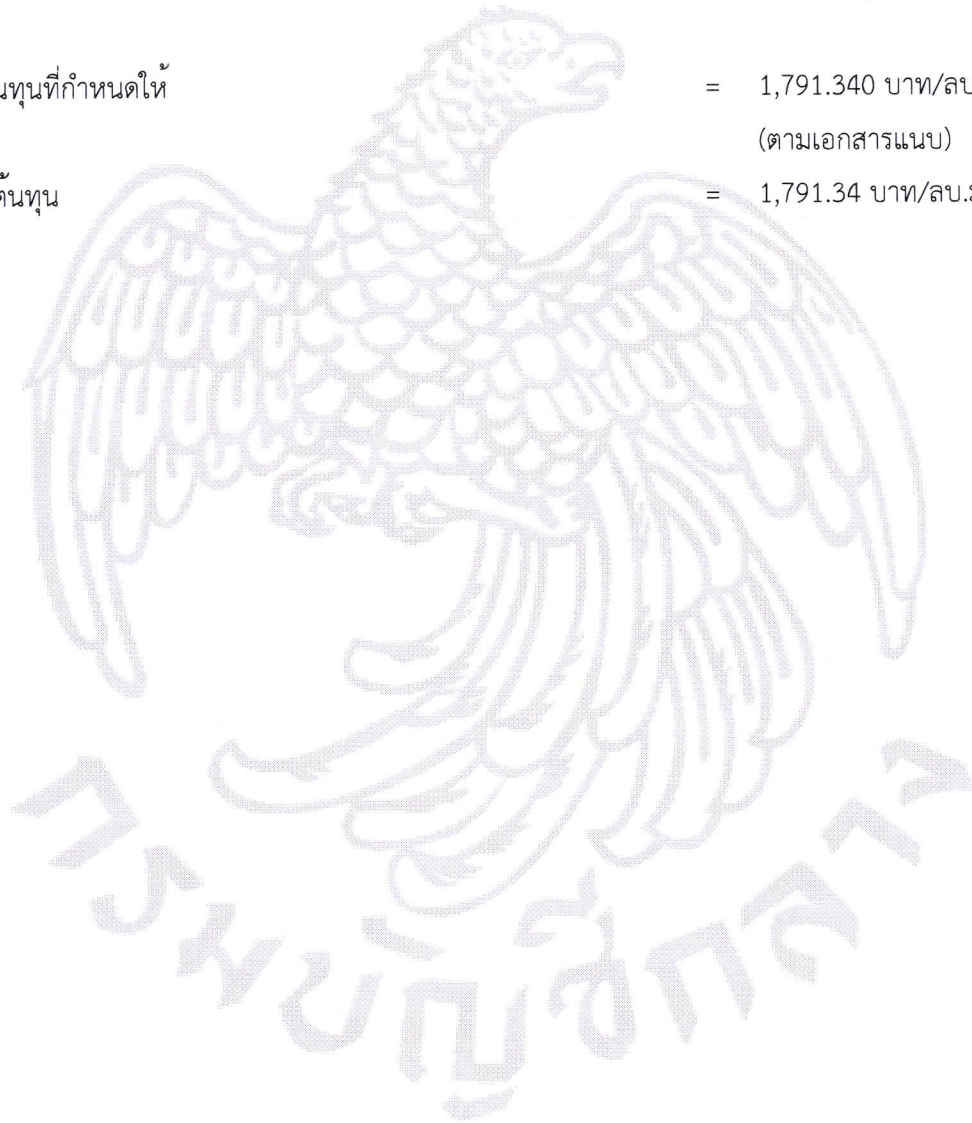 นทุนที่กำหนดให้ = 1,791.340 บาท/ลบ
(ตามเอกสารแนบ)
ต้นทุน = 1,791.34 บาท/ลบ.ม
กรมบัญชีกลาง